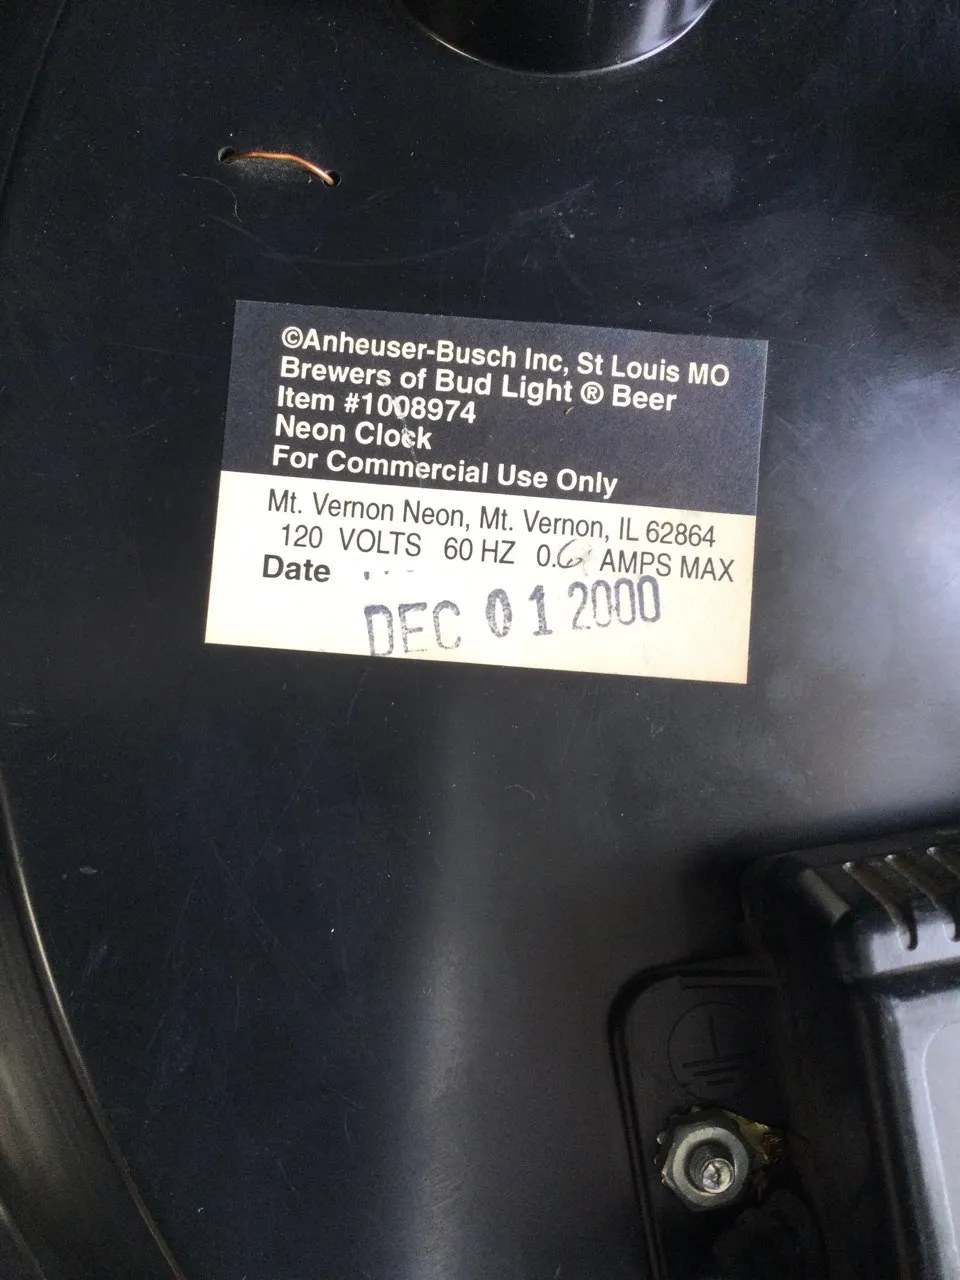 ©Anheuser-Busch Inc, St Louis MO
Brewers of Bud Light ® Beer
Item #1008974
Neon Clock
For Commercial Use Only
Mt. Vernon Neon, Mt. Vernon, IL 62864
120 VOLTS 60 HZ 0.6 AMPS MAX
Date
DEC 01 2000